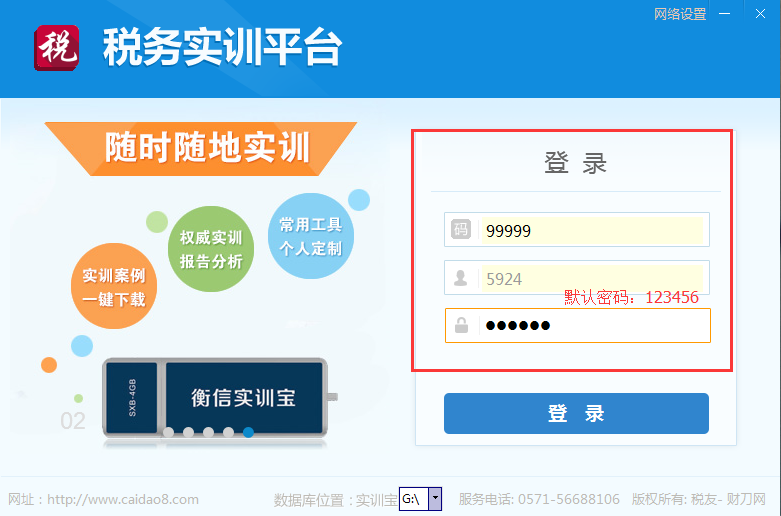 网络设置
税 税务实训平台
随时随地实训
权威实训
报告分析
常用工具
个人定制
实训案例
一键下载
SXB-4GB
衡信实训宝
02
登 录
码 99999
5924
默认密码：123456
●●●●●●
登 录
网址：http://www.caidao8.com 数据库位置：实训宝 G:\ 服务电话: 0571-56688106 版权所有: 税友- 财刀网